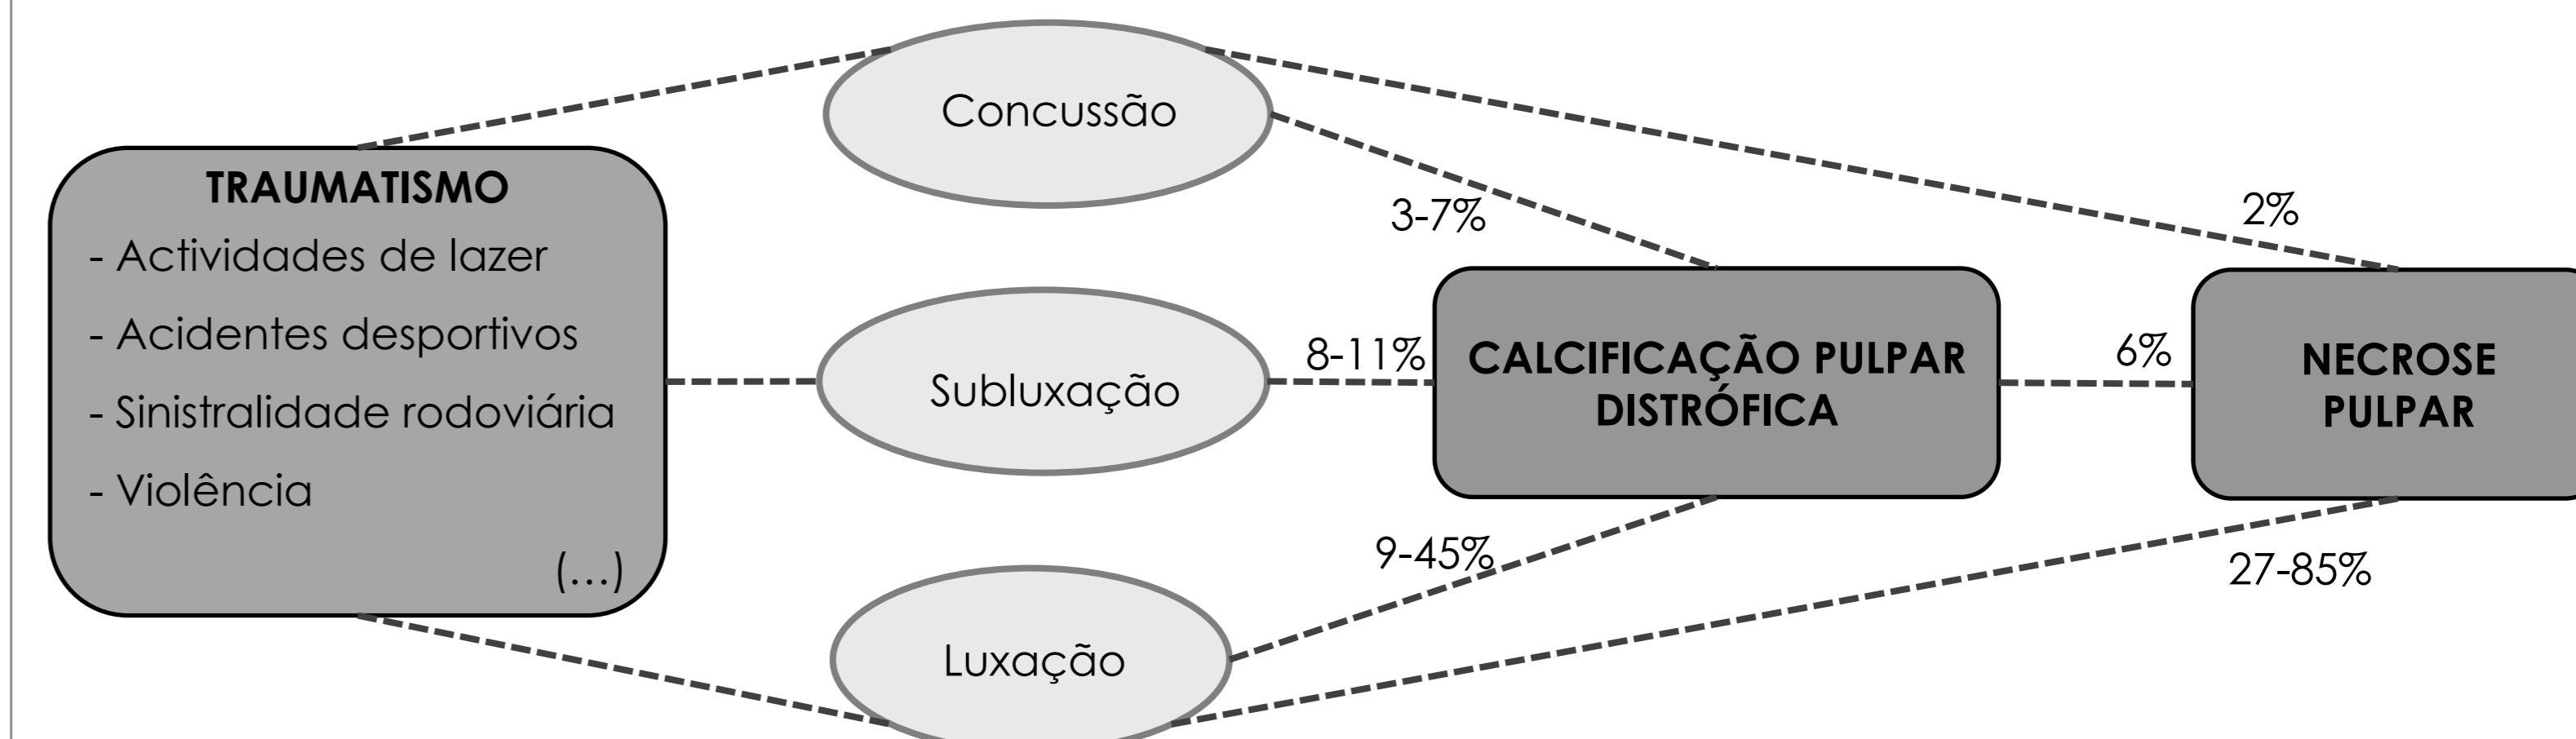 Concussão
TRAUMATISMO
- Actividades de lazer
- Acidentes desportivos
- Sinistralidade rodoviária
- Violência
(...)
Subluxação
Luxação
3-7%
8-11%
9-45%
CALCIFICAÇÃO PULPAR
DISTRÓFICA
2%
6%
27-85%
NECROSE
PULPAR